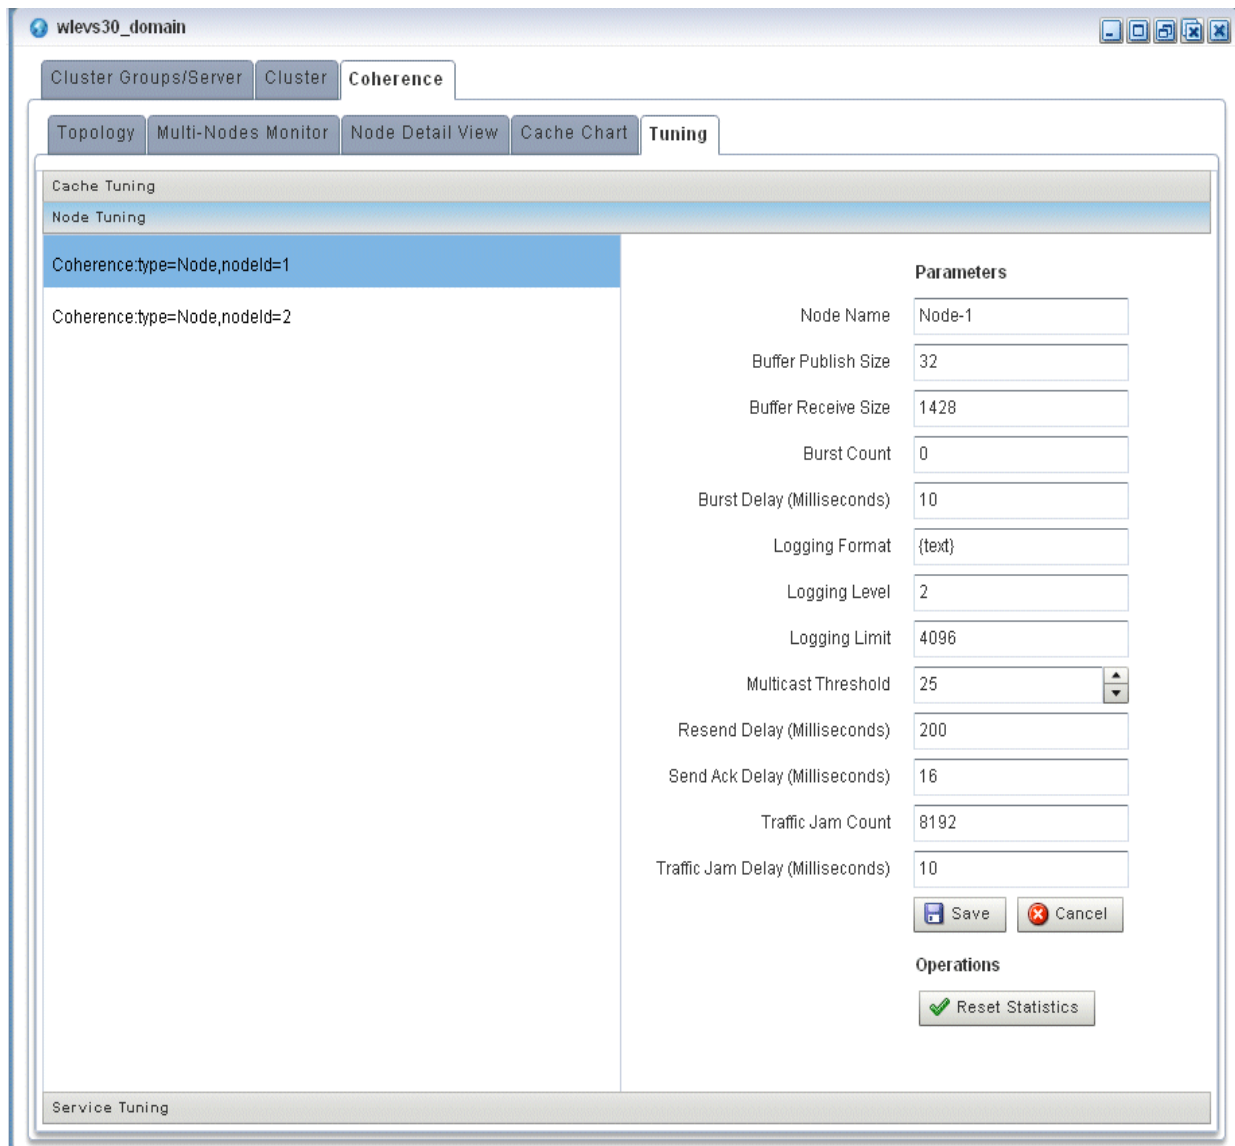 wlevs30_domain
Cluster Groups/Server Cluster Coherence
Topology Multi-Nodes Monitor Node Detail View Cache Chart Tuning
Cache Tuning
Node Tuning
Coherence:type=Node,nodeId=1
Coherence:type=Node,nodeId=2
Parameters
Node Name Node-1
Buffer Publish Size 32
Buffer Receive Size 1428
Burst Count 0
Burst Delay (Milliseconds) 10
Logging Format {text}
Logging Level 2
Logging Limit 4096
Multicast Threshold 25
Resend Delay (Milliseconds) 200
Send Ack Delay (Milliseconds) 16
Traffic Jam Count 8192
Traffic Jam Delay (Milliseconds) 10
Save Cancel
Operations
Reset Statistics
Service Tuning